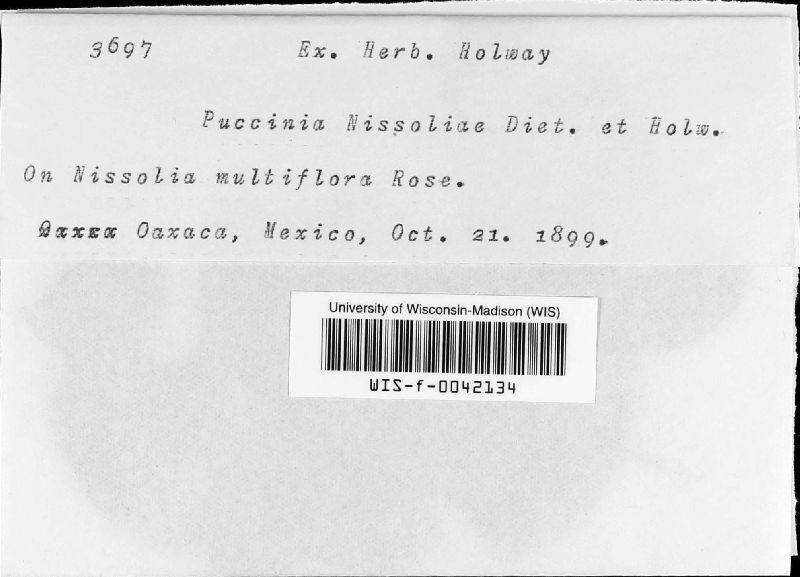 3697 Ex. Herb. Holway
Puccinia Nissoliae Diet. et Holw.
On Nissolia multiflora Rose.
Oaxaca, Mexico, Oct. 21. 1899.
University of Wisconsin-Madison (WIS)
WIS-f-0042134